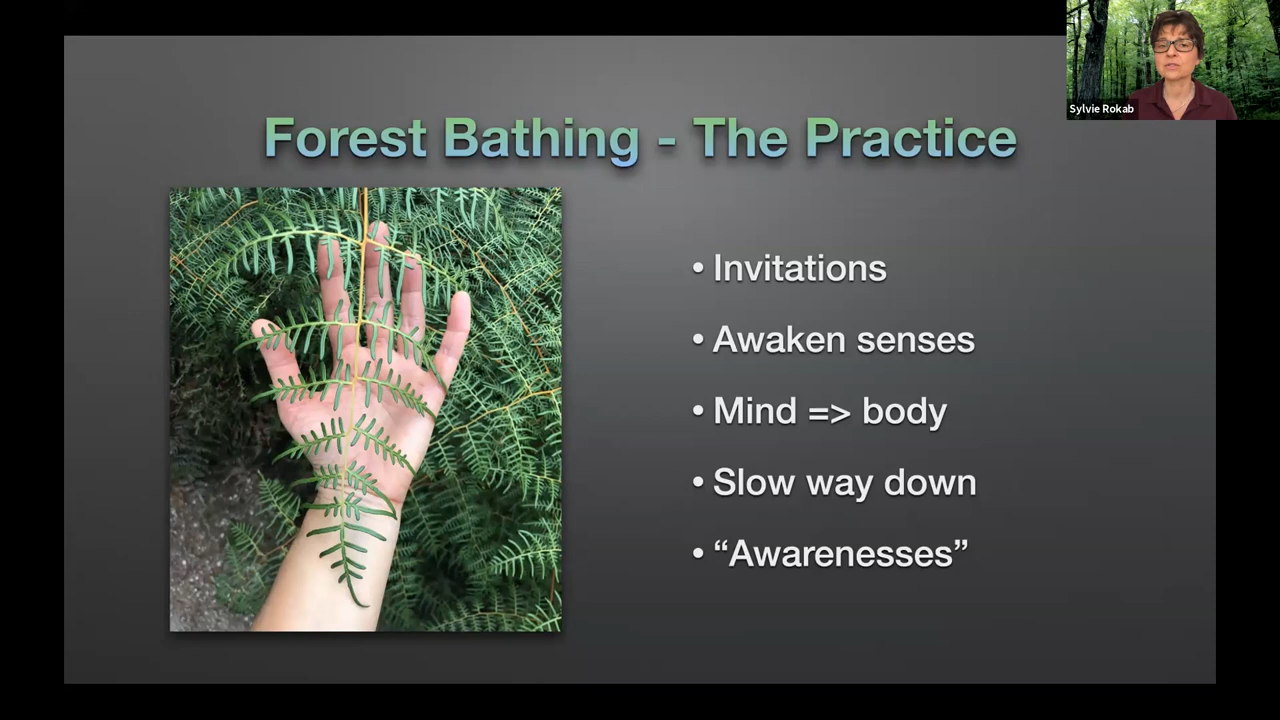 Sylvie Rokab
Forest Bathing - The Practice
• Invitations
• Awaken senses
• Mind => body
• Slow way down
• “Awarenesses”